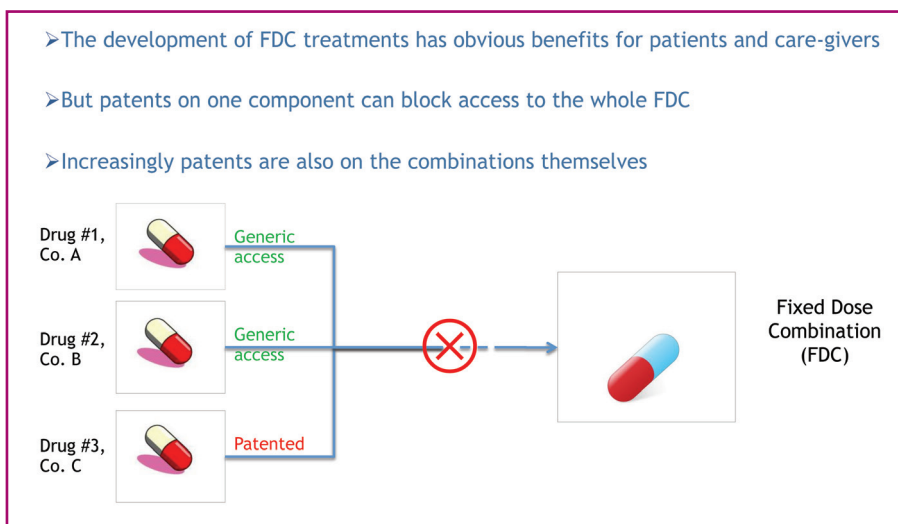 ➢The development of FDC treatments has obvious benefits for patients and care-givers
➢But patents on one component can block access to the whole FDC
➢Increasingly patents are also on the combinations themselves
Drug #1,
Co. A
Generic
access
Drug #2,
Co. B
Generic
access
Drug #3,
Co. C
Patented
Fixed Dose
Combination
(FDC)